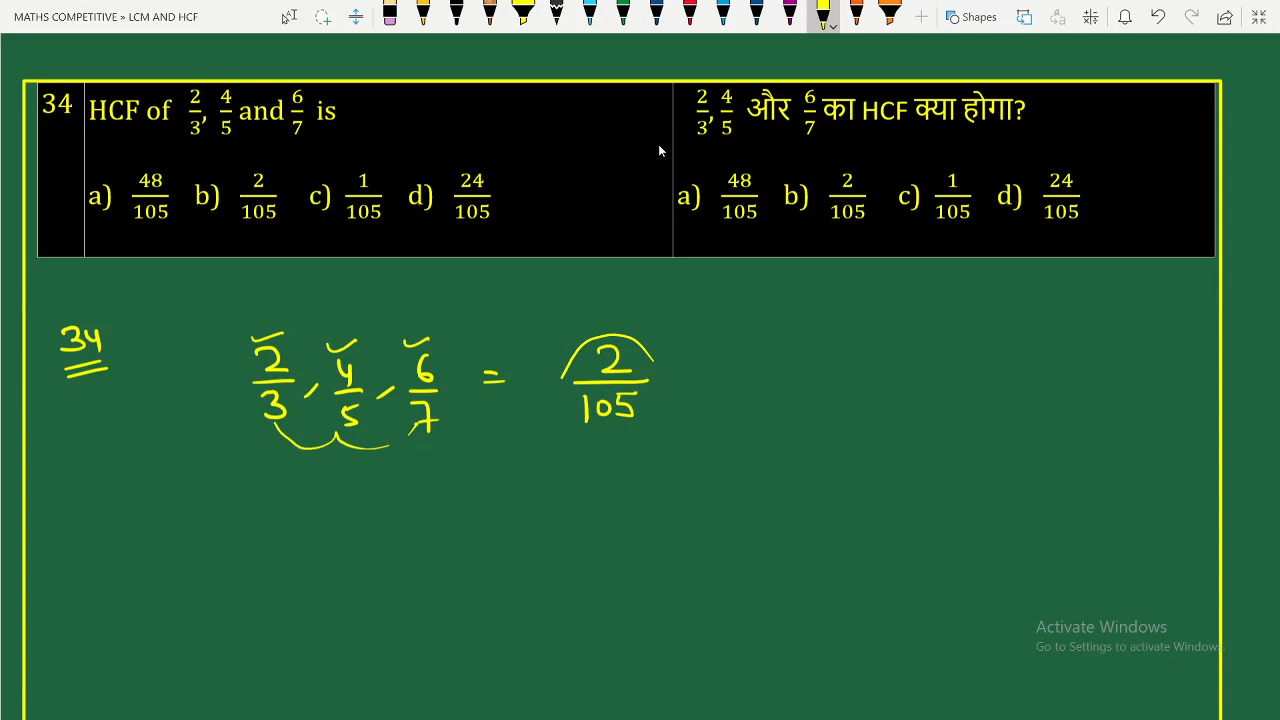 MATHS COMPETITIVE » LCM AND HCF
Shapes
34 HCF of 2/3, 4/5 and 6/7 is
a) 48/105 b) 2/105 c) 1/105 d) 24/105
2/3, 4/5 और 6/7 का HCF क्या होगा?
a) 48/105 b) 2/105 c) 1/105 d) 24/105
34
2/3, 4/5, 6/7 = 2/105
Activate Windows
Go to Settings to activate Windows.